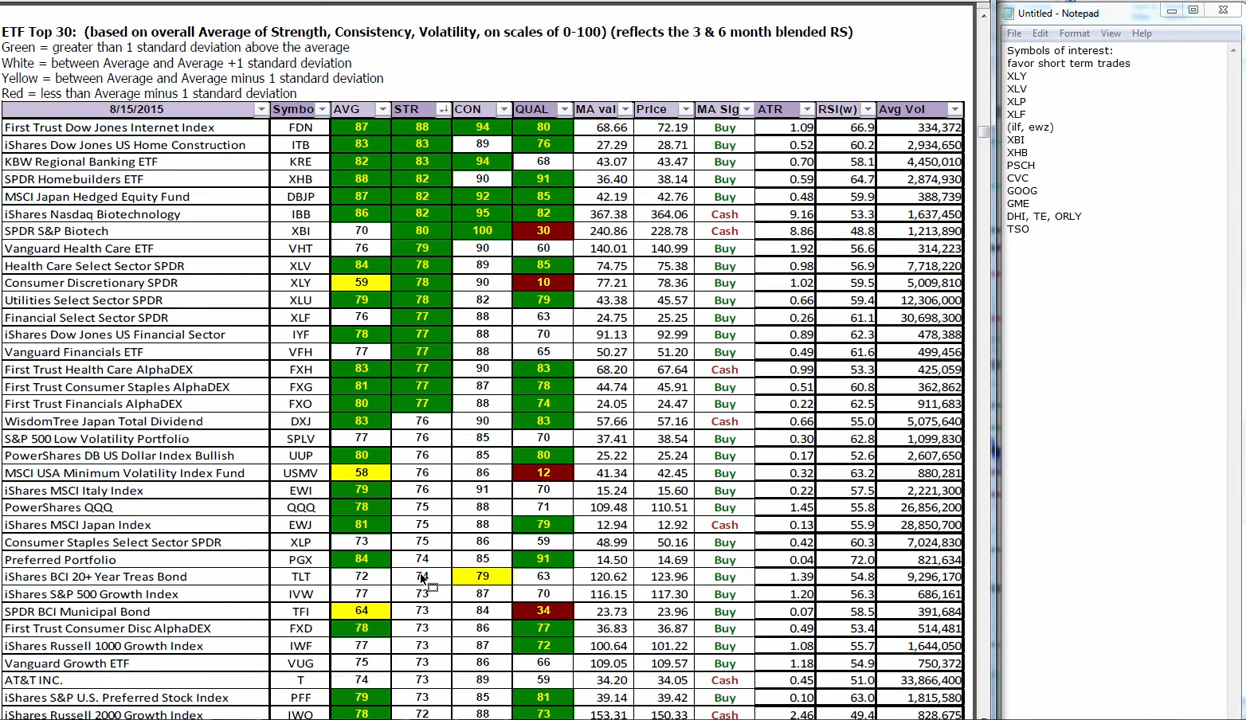 ETF Top 30: (based on overall Average of Strength, Consistency, Volatility, on scales of 0-100) (reflects the 3 & 6 month blended RS)
Green = greater than 1 standard deviation above the average
White = between Average and Average +1 standard deviation
Yellow = between Average and Average minus 1 standard deviation
Red = less than Average minus 1 standard deviation
8/15/2015 Symbo AVG STR CON QUAL MA val Price MA Sig ATR RSI(w) Avg Vol
First Trust Dow Jones Internet Index FDN 87 88 94 80 68.66 72.19 Buy 1.09 66.9 334,372
iShares Dow Jones US Home Construction ITB 83 83 89 76 27.29 28.71 Buy 0.52 60.2 2,934,650
KBW Regional Banking ETF KRE 82 83 94 68 43.07 43.47 Buy 0.70 58.1 4,450,010
SPDR Homebuilders ETF XHB 88 82 90 91 36.40 38.14 Buy 0.59 64.7 2,874,930
MSCI Japan Hedged Equity Fund DBJP 87 82 92 85 42.19 42.76 Buy 0.48 59.9 388,739
iShares Nasdaq Biotechnology IBB 86 82 95 82 367.38 364.06 Cash 9.16 53.3 1,637,450
SPDR S&P Biotech XBI 70 80 100 30 240.86 228.78 Cash 8.86 48.8 1,213,890
Vanguard Health Care ETF VHT 76 79 90 60 140.01 140.99 Buy 1.92 56.6 314,223
Health Care Select Sector SPDR XLV 84 78 89 85 74.75 75.38 Buy 0.98 56.9 7,718,220
Consumer Discretionary SPDR XLY 59 78 90 10 77.21 78.36 Buy 1.02 59.5 5,009,810
Utilities Select Sector SPDR XLU 79 78 82 79 43.38 45.57 Buy 0.66 59.4 12,306,000
Financial Select Sector SPDR XLF 76 77 88 63 24.75 25.25 Buy 0.26 61.1 30,698,300
iShares Dow Jones US Financial Sector IYF 78 77 88 70 91.13 92.99 Buy 0.89 62.3 478,388
Vanguard Financials ETF VFH 77 77 88 65 50.27 51.20 Buy 0.49 61.6 499,456
First Trust Health Care AlphaDEX FXH 83 77 90 83 68.20 67.64 Cash 0.99 53.3 425,059
First Trust Consumer Staples AlphaDEX FXG 81 77 87 78 44.74 45.91 Buy 0.51 60.8 362,862
First Trust Financials AlphaDEX FXO 80 77 88 74 24.05 24.47 Buy 0.22 62.5 911,683
WisdomTree Japan Total Dividend DXJ 83 76 90 83 57.66 57.16 Cash 0.66 55.0 5,075,640
S&P 500 Low Volatility Portfolio SPLV 77 76 85 70 37.41 38.54 Buy 0.30 62.8 1,099,830
PowerShares DB US Dollar Index Bullish UUP 80 76 85 80 25.22 25.24 Buy 0.17 52.6 2,607,650
MSCI USA Minimum Volatility Index Fund USMV 58 76 86 12 41.34 42.45 Buy 0.32 63.2 880,281
iShares MSCI Italy Index EWI 79 76 91 70 15.24 15.60 Buy 0.22 57.5 2,221,300
PowerShares QQQ QQQ 78 75 88 71 109.48 110.51 Buy 1.45 55.8 26,856,200
iShares MSCI Japan Index EWJ 81 75 88 79 12.94 12.92 Cash 0.13 55.9 28,850,700
Consumer Staples Select Sector SPDR XLP 73 75 86 59 48.99 50.16 Buy 0.42 60.3 7,024,830
Preferred Portfolio PGX 84 74 85 91 14.50 14.69 Buy 0.04 72.0 821,634
iShares BCI 20+ Year Treas Bond TLT 72 74 79 63 120.62 123.96 Buy 1.39 54.8 9,296,170
iShares S&P 500 Growth Index IVW 77 73 87 70 116.15 117.30 Buy 1.20 56.3 686,161
SPDR BCI Municipal Bond TFI 64 73 84 34 23.73 23.96 Buy 0.07 58.5 391,684
First Trust Consumer Disc AlphaDEX FXD 78 73 86 77 36.83 36.87 Buy 0.49 53.4 514,481
iShares Russell 1000 Growth Index IWF 77 73 87 72 100.64 101.22 Buy 1.08 55.7 1,644,050
Vanguard Growth ETF VUG 75 73 86 66 109.05 109.57 Buy 1.18 54.9 750,372
AT&T INC. T 74 73 89 59 34.20 34.05 Cash 0.45 51.0 33,866,400
iShares S&P U.S. Preferred Stock Index PFF 79 73 85 81 39.14 39.42 Buy 0.10 63.0 1,815,580
iShares Russell 2000 Growth Index IWO 78 72 88 73 153.31 150.33 Cash 2.46 49.4 828,675
Untitled - Notepad
File Edit Format View Help
Symbols of interest:
favor short term trades
XLY
XLV
XLP
XLF
(ilf, ewz)
XBI
XHB
PSCH
CVC
GOOG
GME
DHI, TE, ORLY
TSO